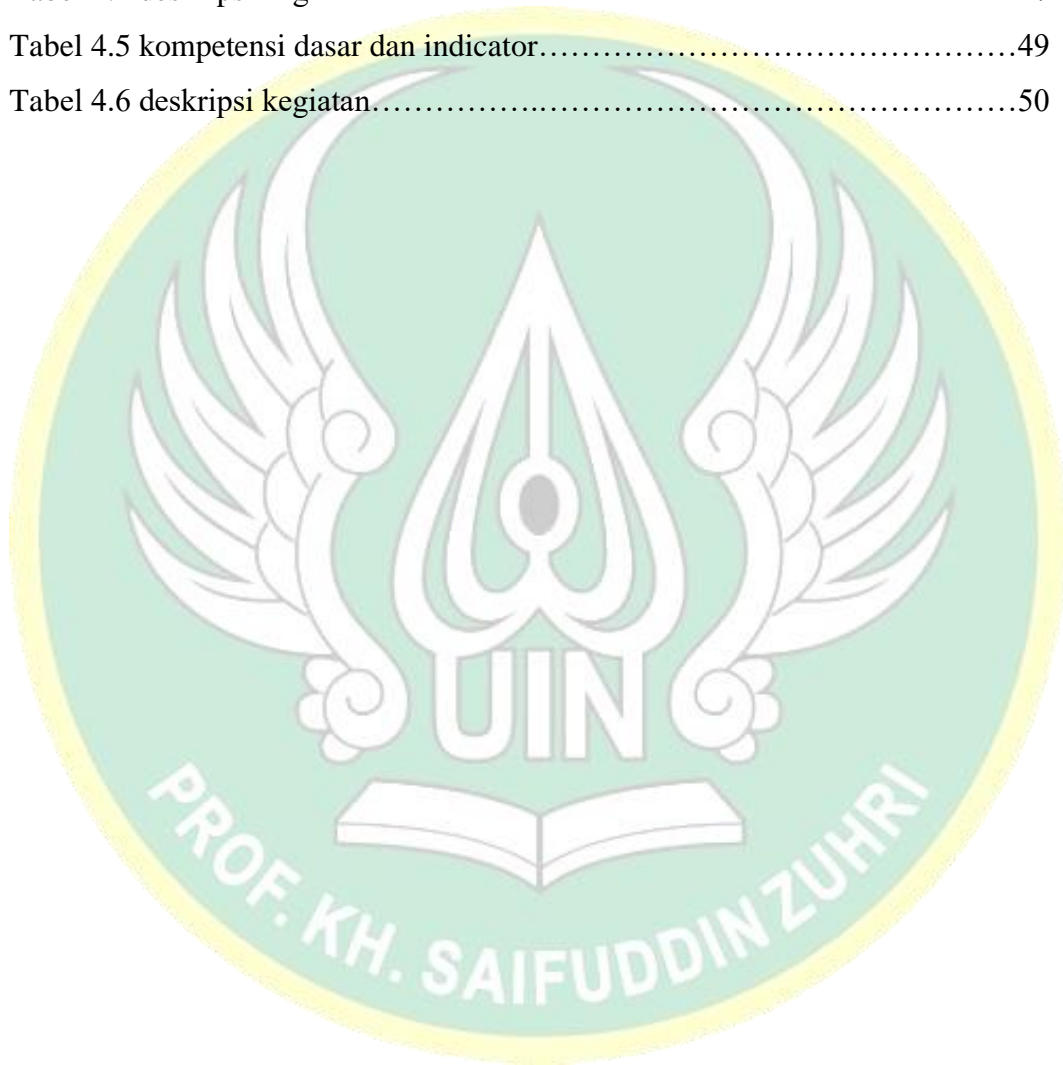 Tabel 4.5 kompetensi dasar dan indicator……………………………………49
Tabel 4.6 deskripsi kegiatan……………..……………………………………50
UIN
PROF. KH. SAIFUDDIN ZUHRI